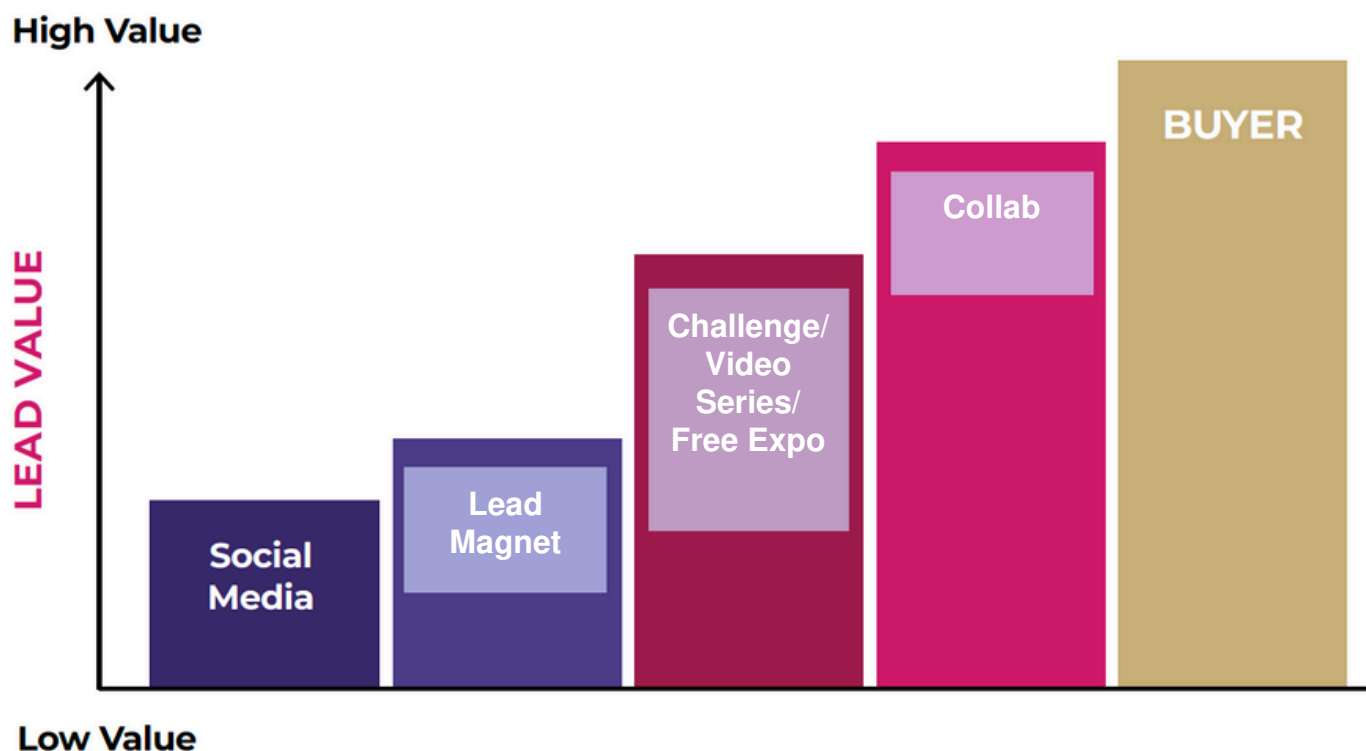 High Value
LEAD VALUE
Social
Media
Lead
Magnet
Challenge/
Video
Series/
Free Expo
Collab
BUYER
Low Value